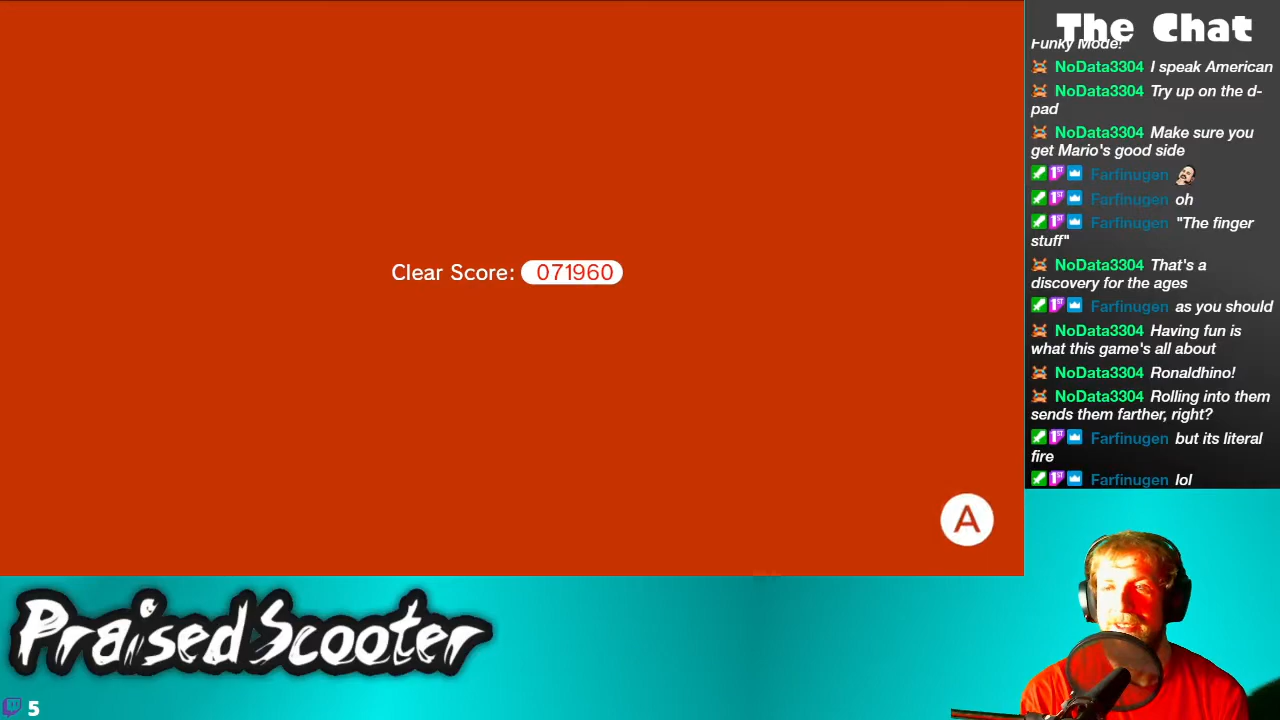 The Chat
Funky Mode!
NoData3304 I speak American
NoData3304 Try up on the d-
pad
NoData3304 Make sure you
get Mario's good side
Farfinugen
Farfinugen oh
Farfinugen "The finger
stuff"
NoData3304 That's a
discovery for the ages
Farfinugen as you should
NoData3304 Having fun is
what this game's all about
NoData3304 Ronaldhino!
NoData3304 Rolling into them
sends them farther, right?
Farfinugen but its literal
fire
Farfinugen lol
Clear Score: 071960
A
PraisedScooter
5